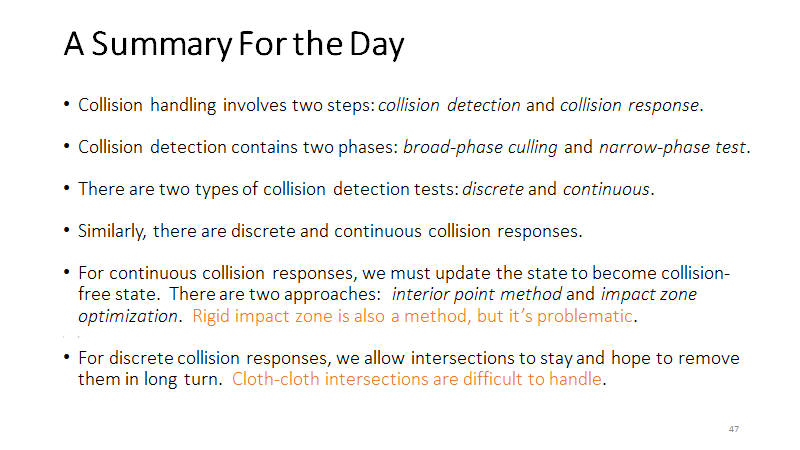 A Summary For the Day
• Collision handling involves two steps: collision detection and collision response.
• Collision detection contains two phases: broad-phase culling and narrow-phase test.
• There are two types of collision detection tests: discrete and continuous.
• Similarly, there are discrete and continuous collision responses.
• For continuous collision responses, we must update the state to become collision-
free state. There are two approaches: interior point method and impact zone
optimization. Rigid impact zone is also a method, but it's problematic.
• For discrete collision responses, we allow intersections to stay and hope to remove
them in long turn. Cloth-cloth intersections are difficult to handle.
47